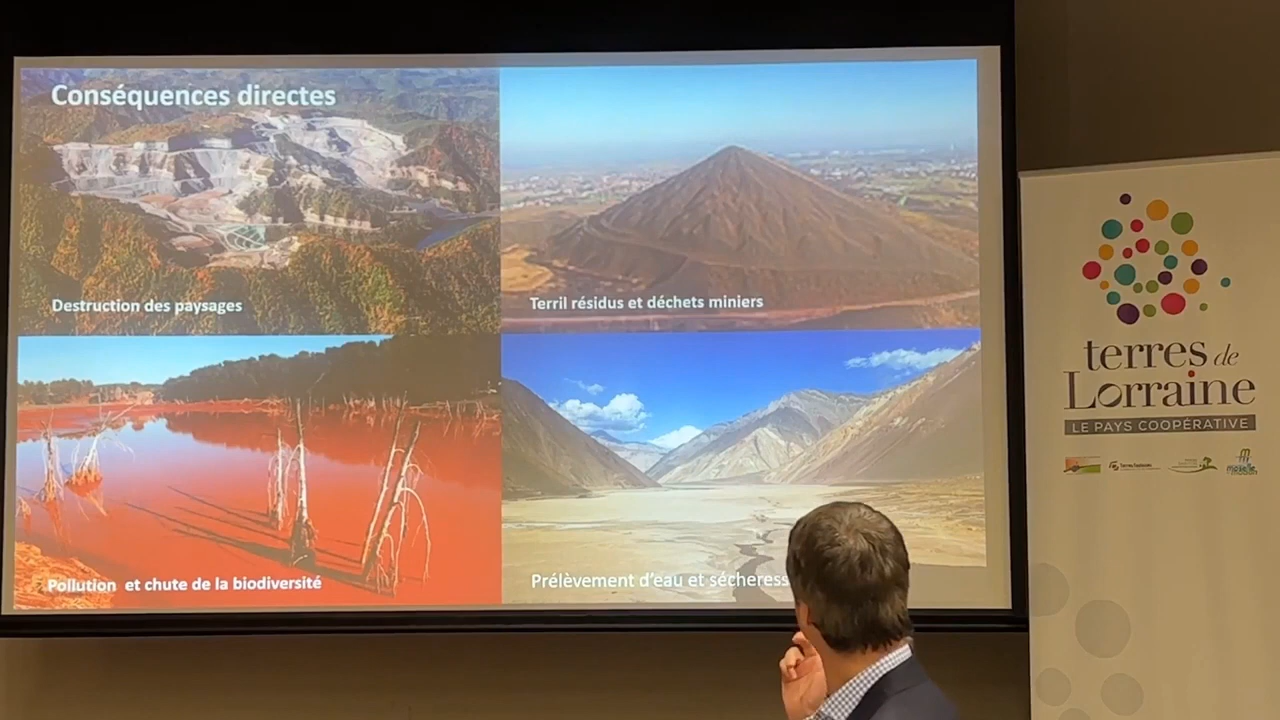 Conséquences directes
Destruction des paysages
Terril résidus et déchets miniers
Pollution et chute de la biodiversité
Prélèvement d'eau et sécheress
terres de
Lorraine
LE PAYS COOPÉRATIVE